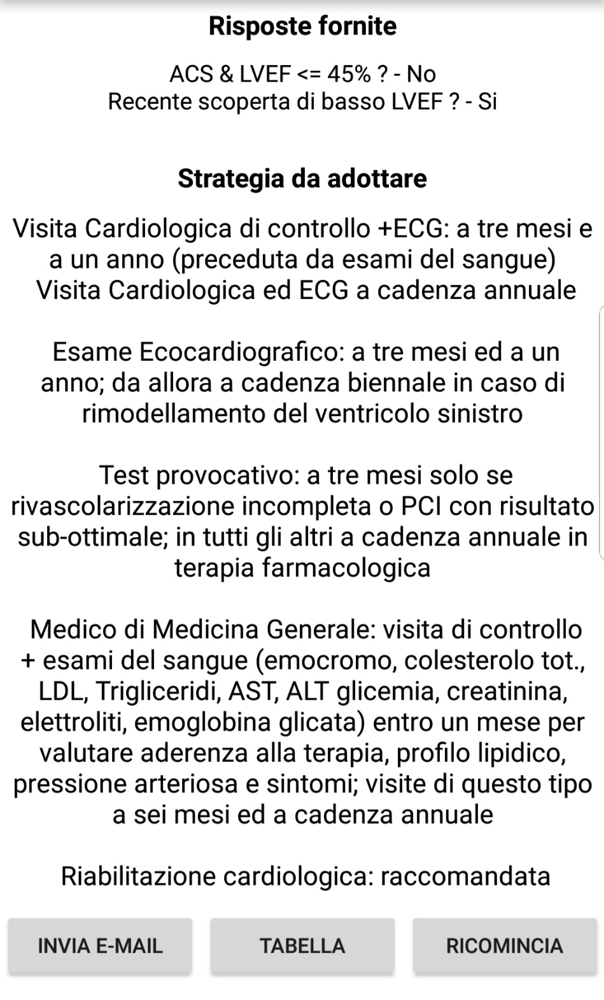 Risposte fornite
ACS & LVEF <= 45% ? - No
Recente scoperta di basso LVEF ? - Si
Strategia da adottare
Visita Cardiologica di controllo +ECG: a tre mesi e
a un anno (preceduta da esami del sangue)
Visita Cardiologica ed ECG a cadenza annuale
Esame Ecocardiografico: a tre mesi ed a un
anno; da allora a cadenza biennale in caso di
rimodellamento del ventricolo sinistro
Test provocativo: a tre mesi solo se
rivascolarizzazione incompleta o PCI con risultato
sub-ottimale; in tutti gli altri a cadenza annuale in
terapia farmacologica
Medico di Medicina Generale: visita di controllo
+ esami del sangue (emocromo, colesterolo tot.,
LDL, Trigliceridi, AST, ALT glicemia, creatinina,
elettroliti, emoglobina glicata) entro un mese per
valutare aderenza alla terapia, profilo lipidico,
pressione arteriosa e sintomi; visite di questo tipo
a sei mesi ed a cadenza annuale
Riabilitazione cardiologica: raccomandata
INVIA E-MAIL
TABELLA
RICOMINCIA